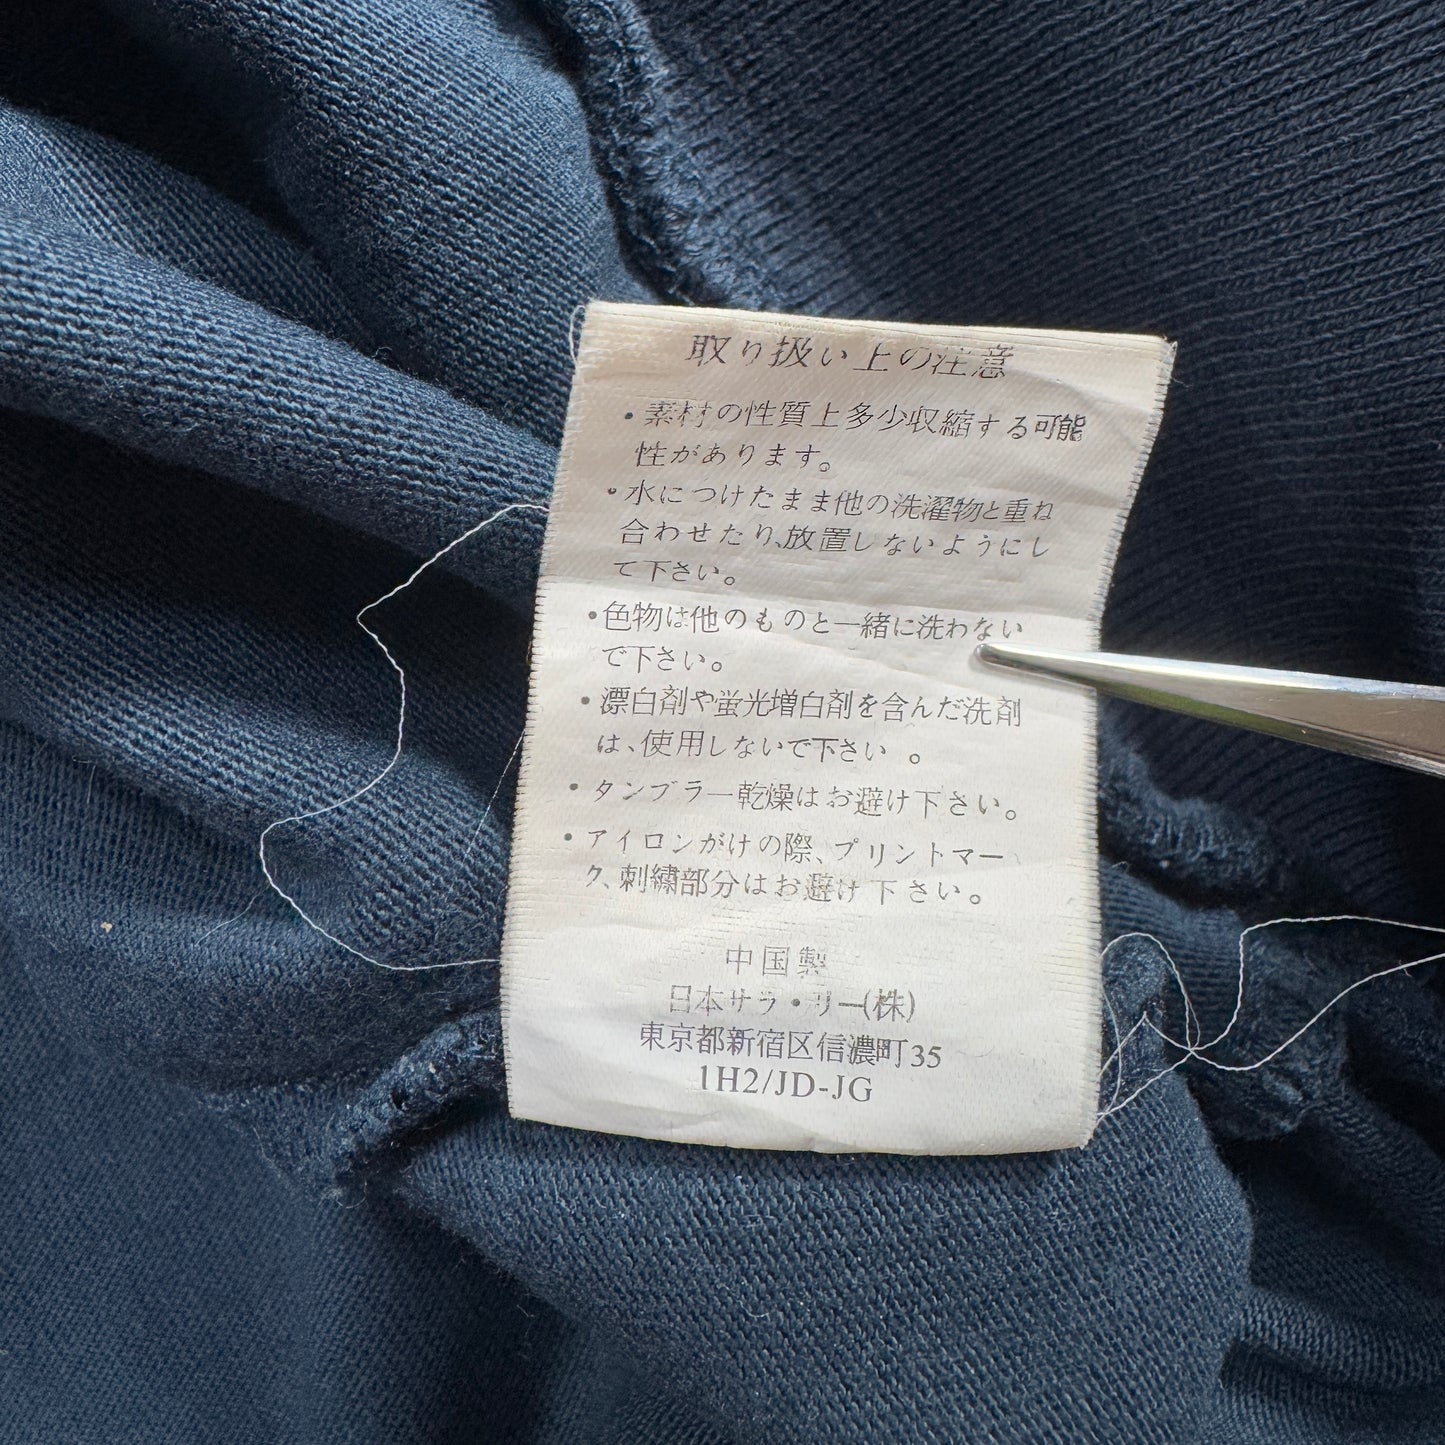 取り扱い上の注意
・素材の性質上多少収縮する可能
性があります。
・水につけたまま他の洗濯物と重ね
合わせたり、放置しないようにし
て下さい。
・色物は他のものと一緒に洗わない
で下さい。
・漂白剤や蛍光増白剤を含んだ洗剤
は、使用しないで下さい。
・タンブラー乾燥はお避け下さい。
・アイロンがけの際、プリントマー
ク、刺繍部分はお避け下さい。
中国製
日本サラ・リー(株)
東京都新宿区信濃町35
1H2/JD-JG